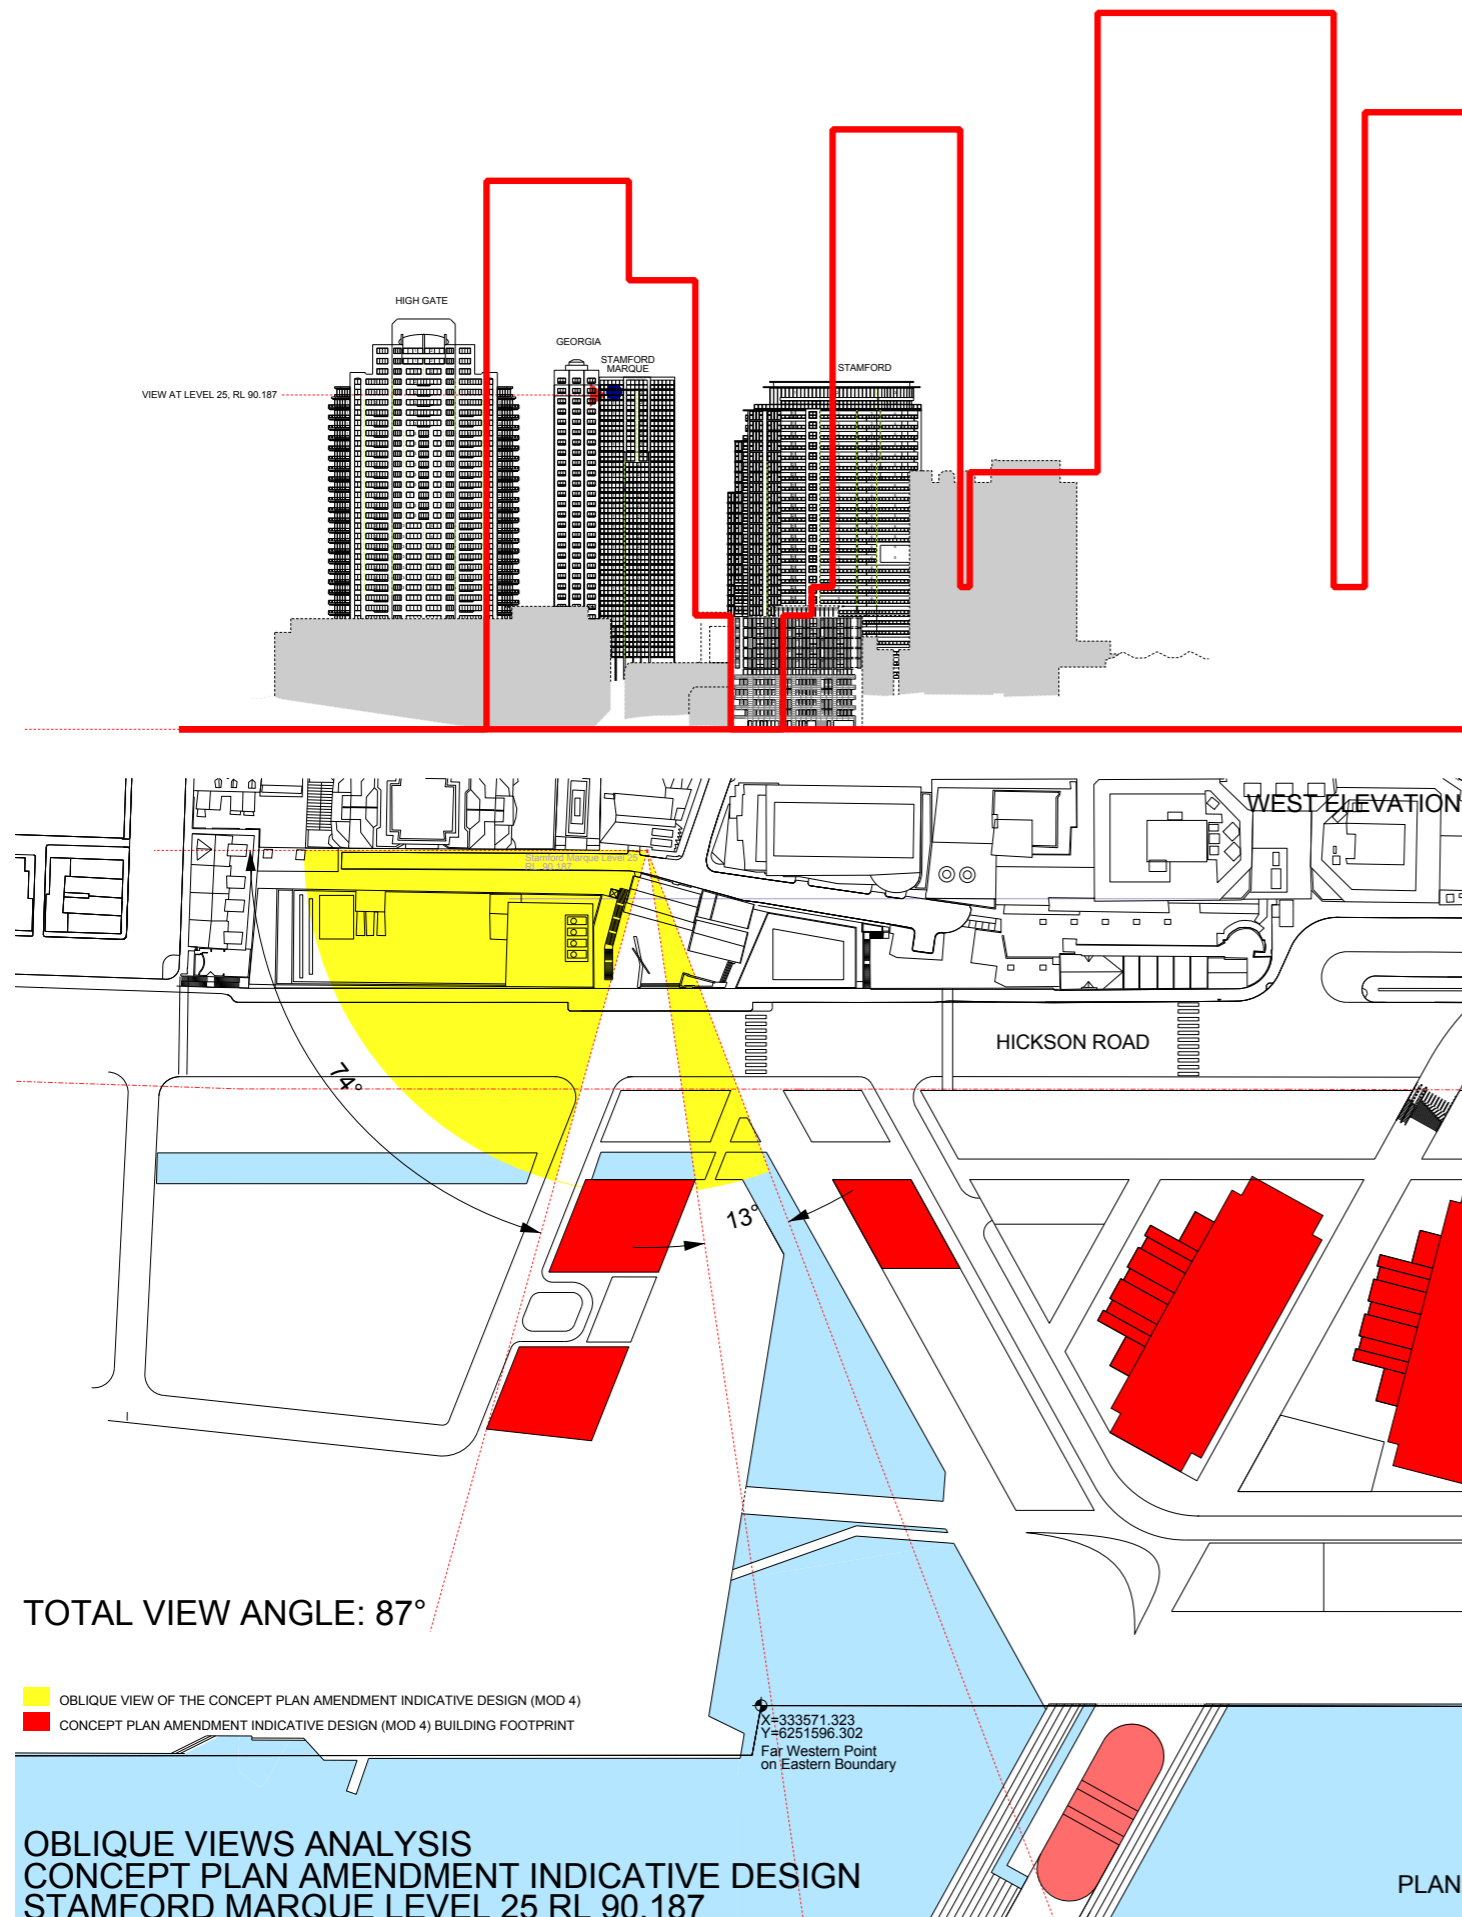 HIGH GATE
GEORGIA
STAMFORD
MARQUE
STAMFORD
VIEW AT LEVEL 25, RL 90.187
WEST ELEVATION
Stamford Marque Level 25
RL 90.187
HICKSON ROAD
74°
13°
TOTAL VIEW ANGLE: 87°
OBLIQUE VIEW OF THE CONCEPT PLAN AMENDMENT INDICATIVE DESIGN (MOD 4)
CONCEPT PLAN AMENDMENT INDICATIVE DESIGN (MOD 4) BUILDING FOOTPRINT
X=333571.323
Y=6251596.302
Far Western Point
on Eastern Boundary
OBLIQUE VIEWS ANALYSIS
CONCEPT PLAN AMENDMENT INDICATIVE DESIGN
STAMFORD MARQUE LEVEL 25 RL 90.187
PLAN